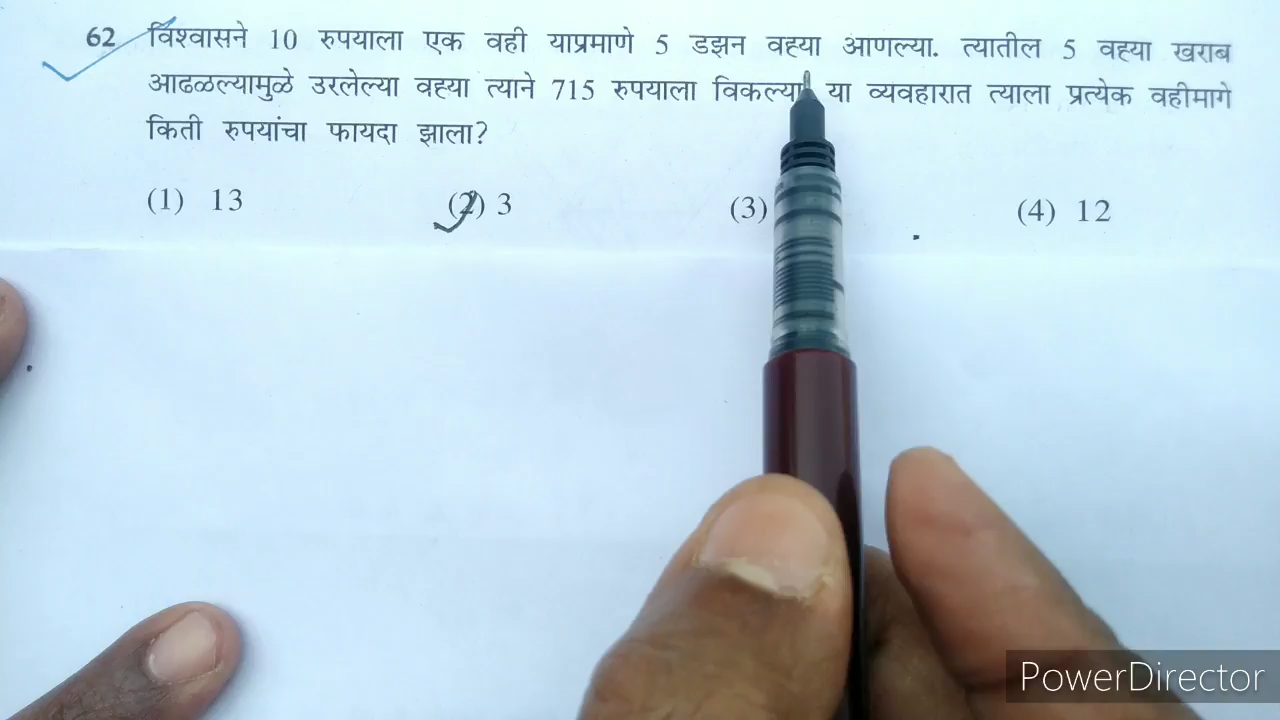 62 विश्वासने 10 रुपयाला एक वही याप्रमाणे 5 डझन वह्या आणल्या. त्यातील 5 वह्या खराब
आढळल्यामुळे उरलेल्या वह्या त्याने 715 रुपयाला विकल्या या व्यवहारात त्याला प्रत्येक वहीमागे
किती रुपयांचा फायदा झाला?
(1) 13 (2) 3 (3) (4) 12
PowerDirector